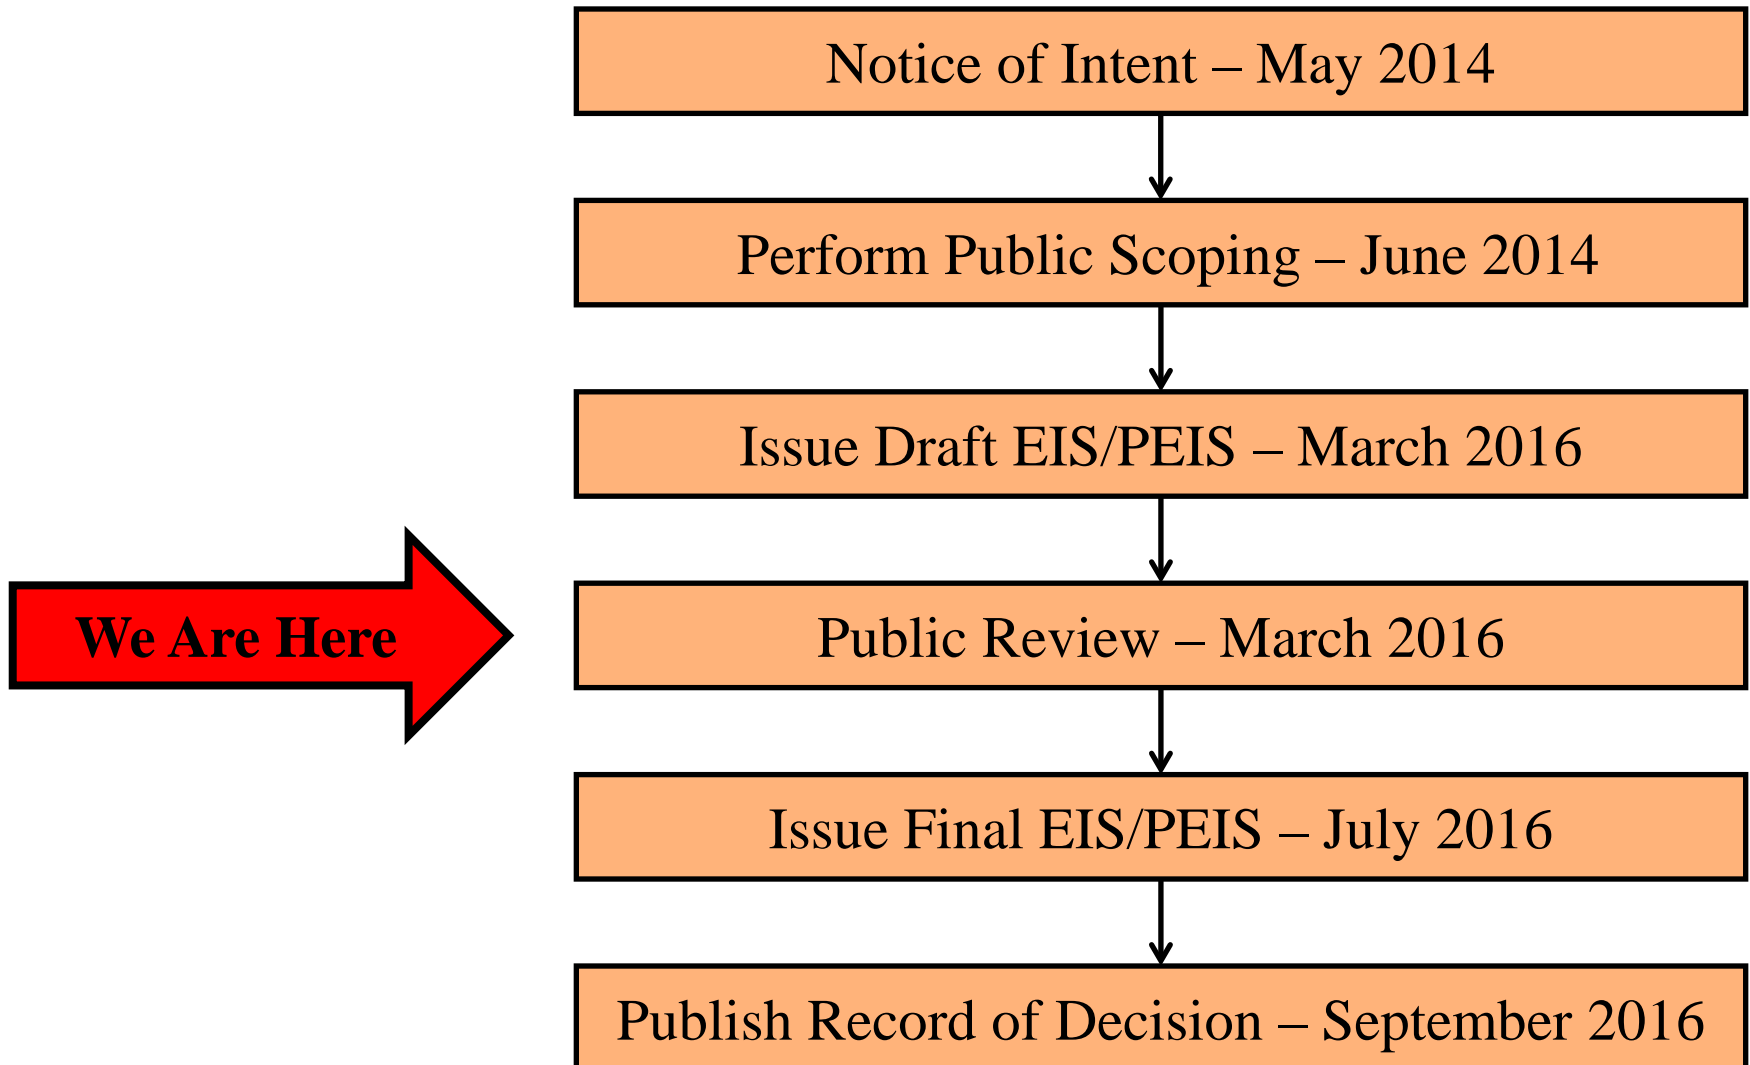 Notice of Intent – May 2014
Perform Public Scoping – June 2014
Issue Draft EIS/PEIS – March 2016
We Are Here
Public Review – March 2016
Issue Final EIS/PEIS – July 2016
Publish Record of Decision – September 2016